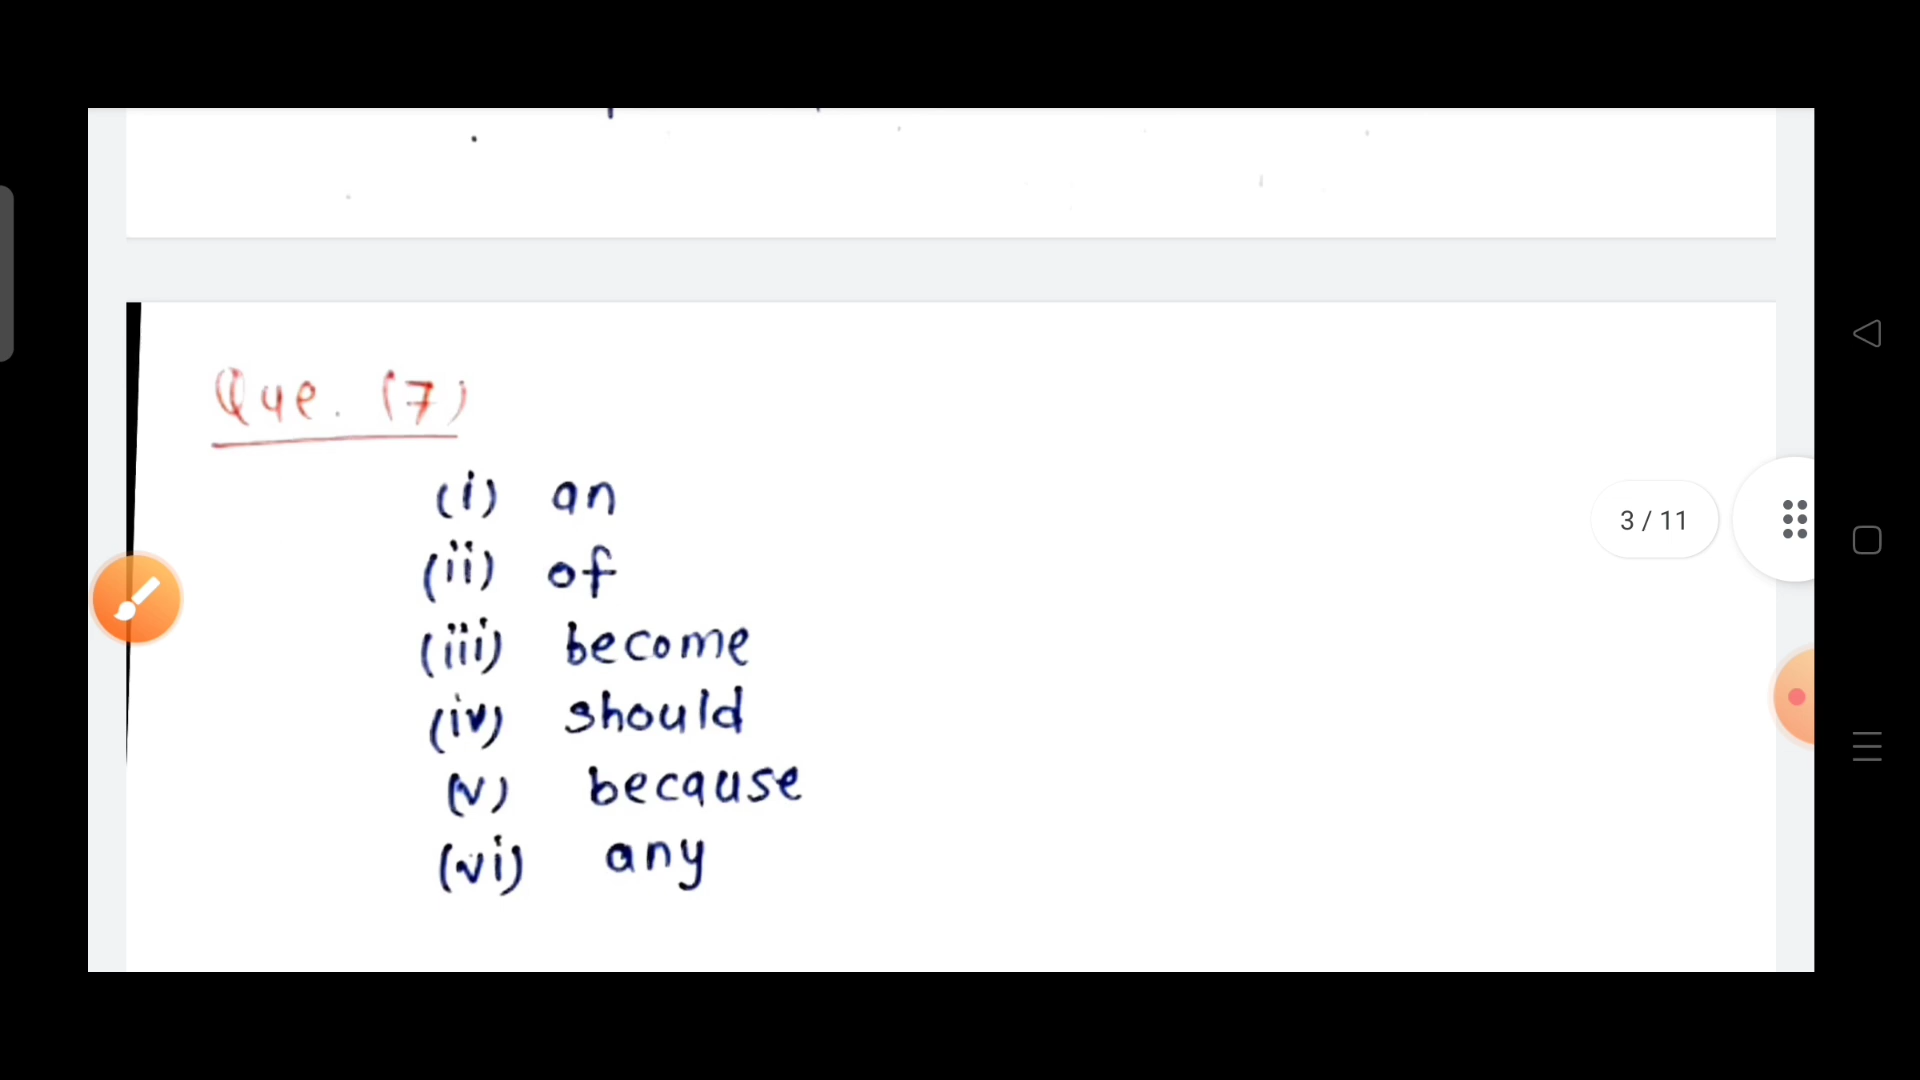 Que. (7)
(i) an
(ii) of
(iii) become
3 / 11
(iv) should
(v) because
(vi) any